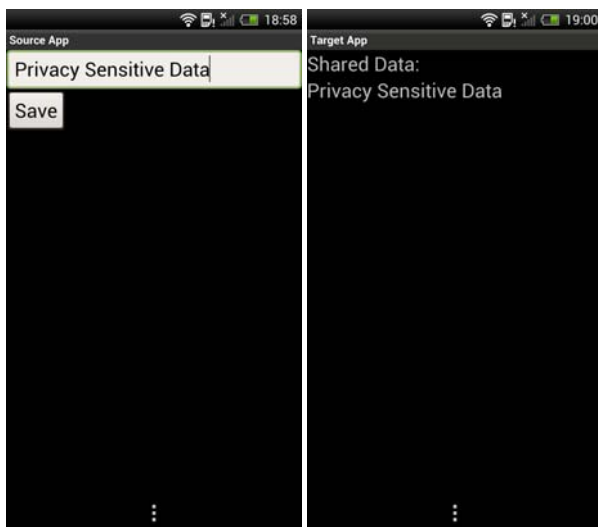 18:58
Source App
Privacy Sensitive Data
Save
19:00
Target App
Shared Data:
Privacy Sensitive Data